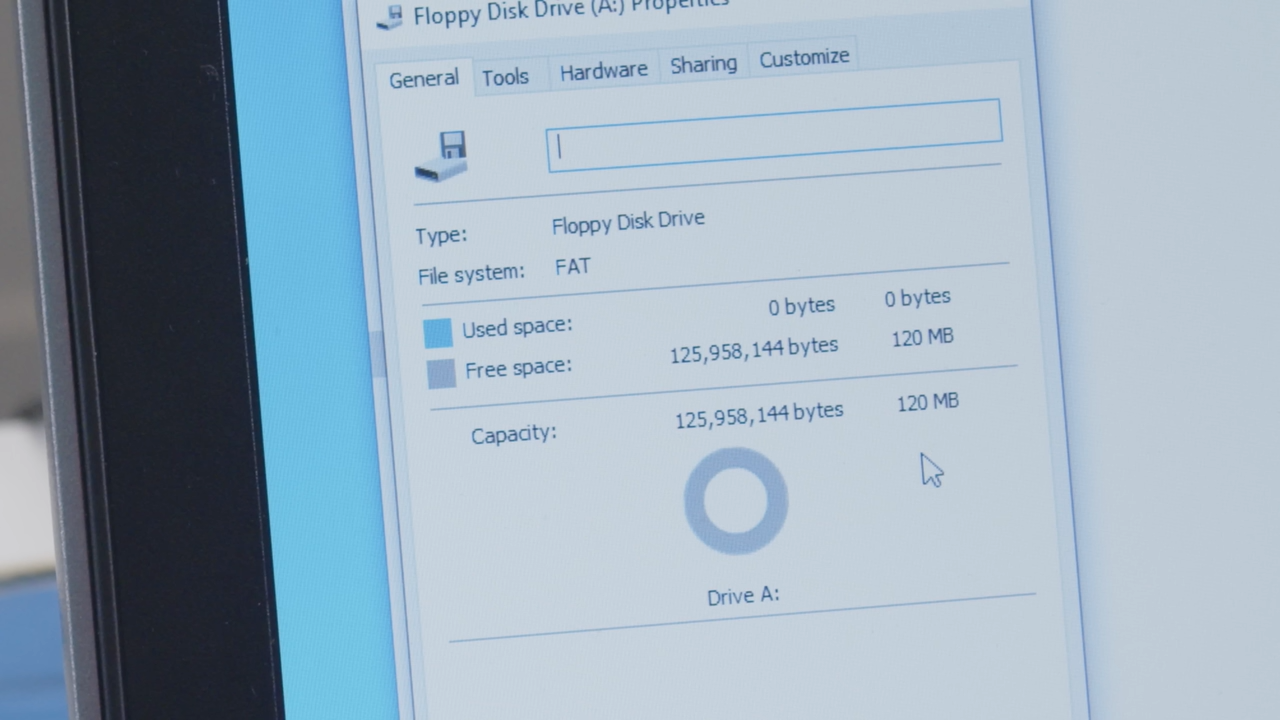 Floppy Disk Drive (A:) Properties
General Tools Hardware Sharing Customize
Type: Floppy Disk Drive
File system: FAT
Used space: 0 bytes 0 bytes
Free space: 125,958,144 bytes 120 MB
Capacity: 125,958,144 bytes 120 MB
Drive A: